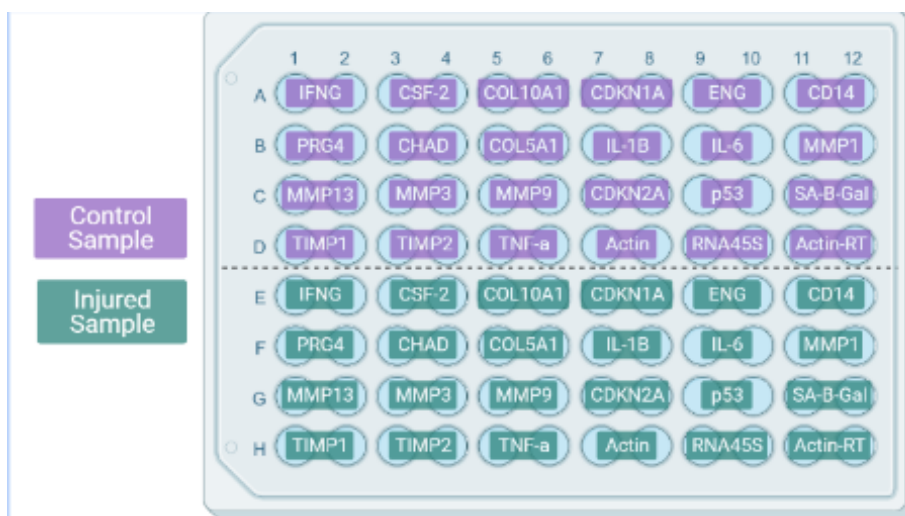 1 2 3 4 5 6 7 8 9 10 11 12
A IFNG CSF-2 COL10A1 CDKN1A ENG CD14
B PRG4 CHAD COL5A1 IL-1B IL-6 MMP1
C MMP13 MMP3 MMP9 CDKN2A p53 SA-B-Gal
D TIMP1 TIMP2 TNF-a Actin RNA45S Actin-RT
Control
Sample
Injured
Sample
E IFNG CSF-2 COL10A1 CDKN1A ENG CD14
F PRG4 CHAD COL5A1 IL-1B IL-6 MMP1
G MMP13 MMP3 MMP9 CDKN2A p53 SA-B-Gal
H TIMP1 TIMP2 TNF-a Actin RNA45S Actin-RT